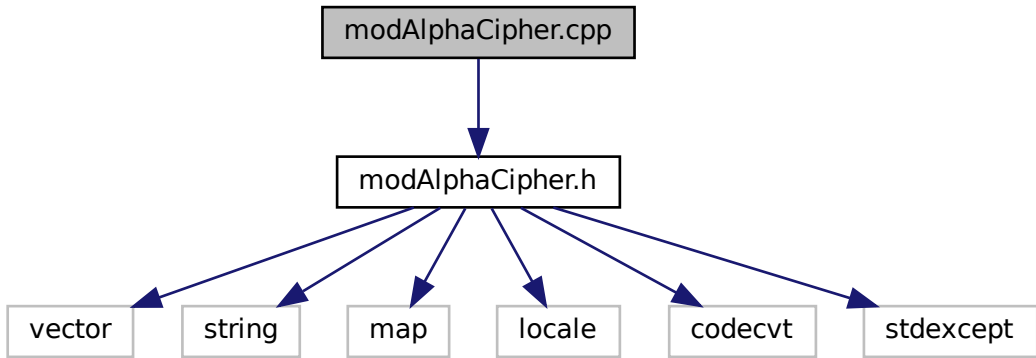 modAlphaCipher.cpp
modAlphaCipher.h
vector
string
map
locale
codecvt
stdexcept